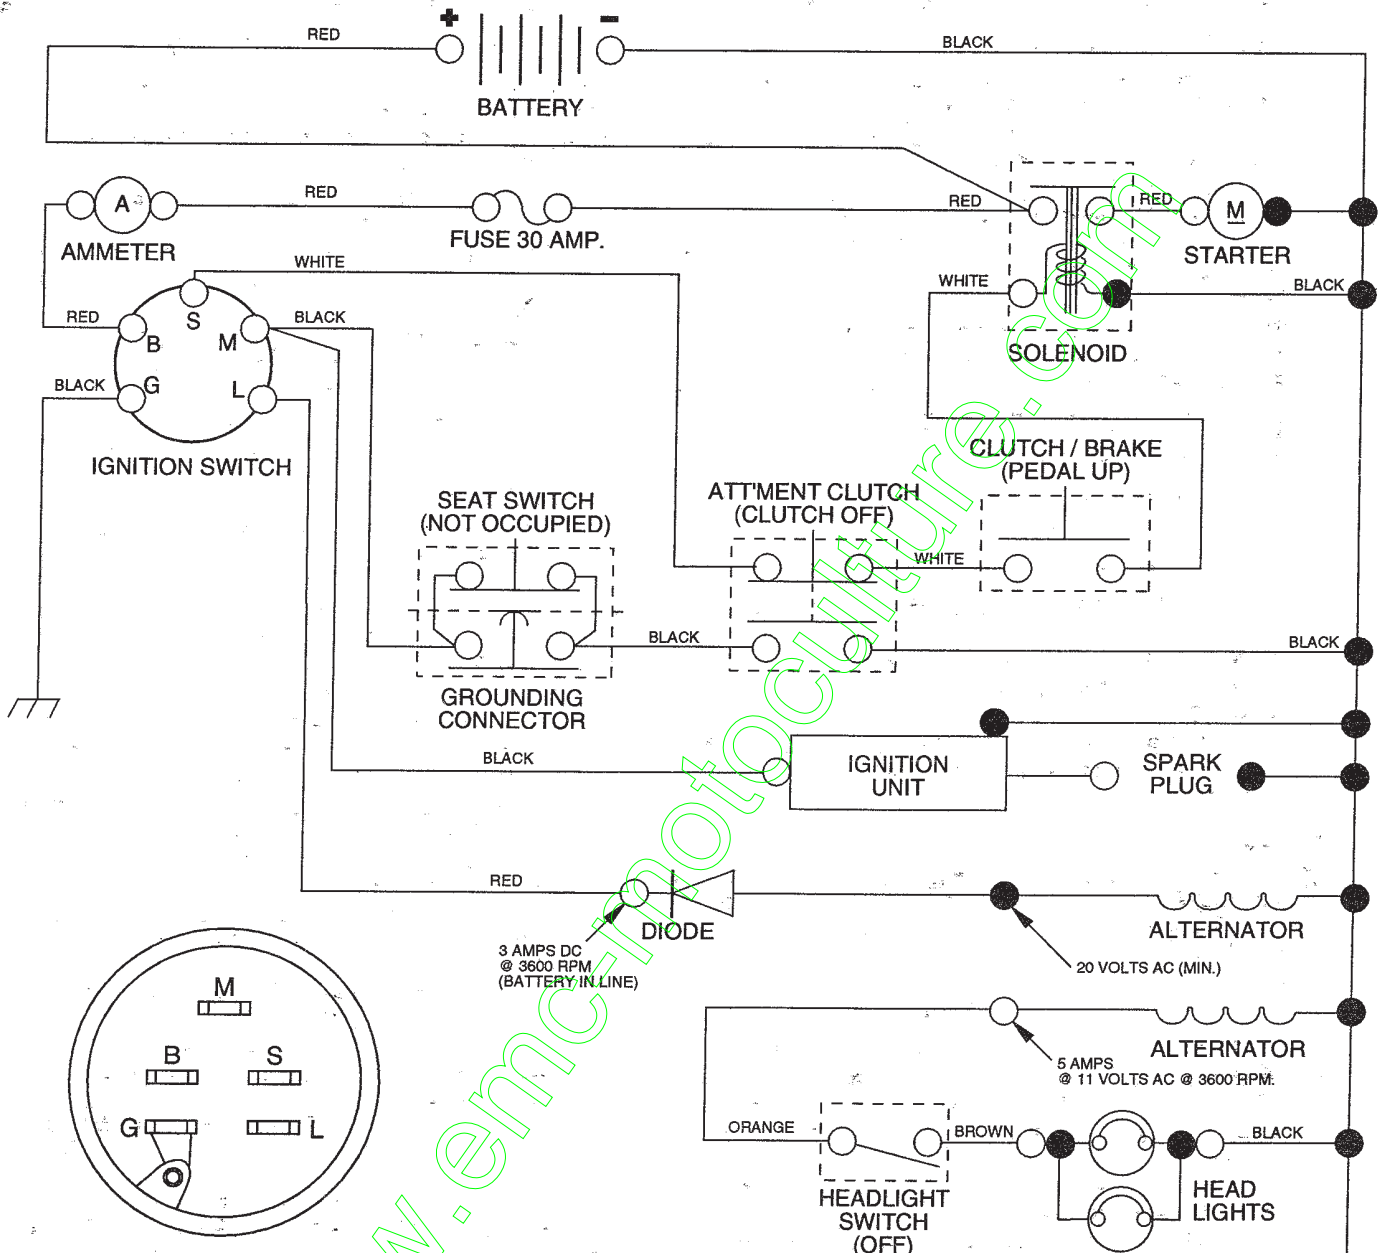 + -
RED
BLACK
BATTERY
A
RED
RED
RED
M
AMMETER
FUSE 30 AMP.
STARTER
WHITE
WHITE
BLACK
S
RED
BLACK
B
M
SOLENOID
BLACK
G
L
IGNITION SWITCH
CLUTCH / BRAKE
(PEDAL UP)
SEAT SWITCH
(NOT OCCUPIED)
ATT'MENT CLUTCH
(CLUTCH OFF)
WHITE
BLACK
BLACK
GROUNDING
CONNECTOR
BLACK
IGNITION
UNIT
SPARK
PLUG
RED
DIODE
ALTERNATOR
3 AMPS DC
@ 3600 RPM
(BATTERY IN LINE)
20 VOLTS AC (MIN.)
M
B
S
G
L
ALTERNATOR
5 AMPS
@ 11 VOLTS AC @ 3600 RPM.
ORANGE
BROWN
BLACK
HEADLIGHT
SWITCH
(OFF)
HEAD
LIGHTS
w.emc-motoculture.com